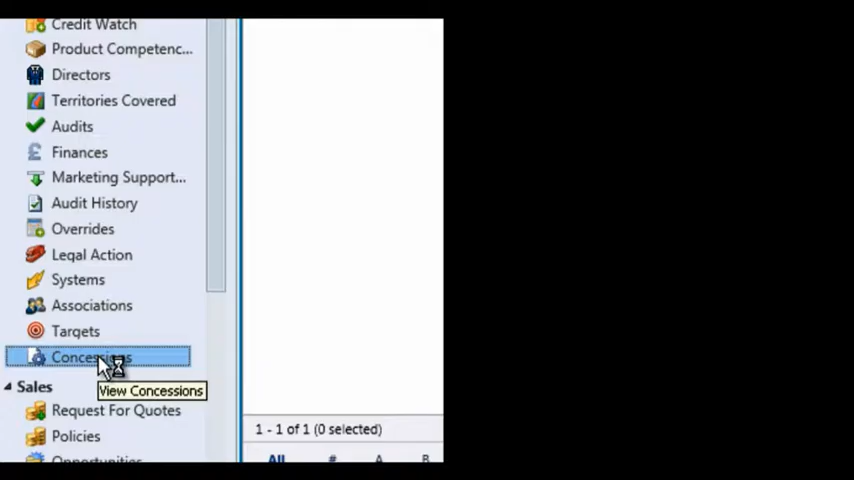 Credit Watch
Product Competenc...
Directors
Territories Covered
Audits
Finances
Marketing Support...
Audit History
Overrides
Legal Action
Systems
Associations
Targets
Concessions
View Concessions
Sales
Request For Quotes
Policies
Opportunities
1 - 1 of 1 (0 selected)
All # A B